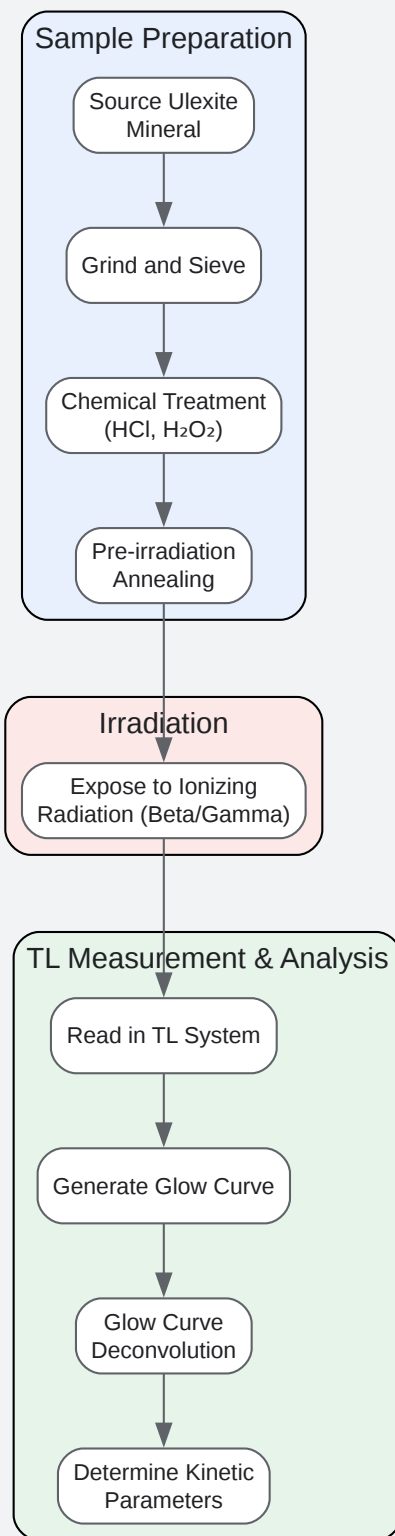 Sample Preparation
Source Ulexite
Mineral
Grind and Sieve
Chemical Treatment
(HCl, H₂O₂)
Pre-irradiation
Annealing
Irradiation
Expose to Ionizing
Radiation (Beta/Gamma)
TL Measurement & Analysis
Read in TL System
Generate Glow Curve
Glow Curve
Deconvolution
Determine Kinetic
Parameters